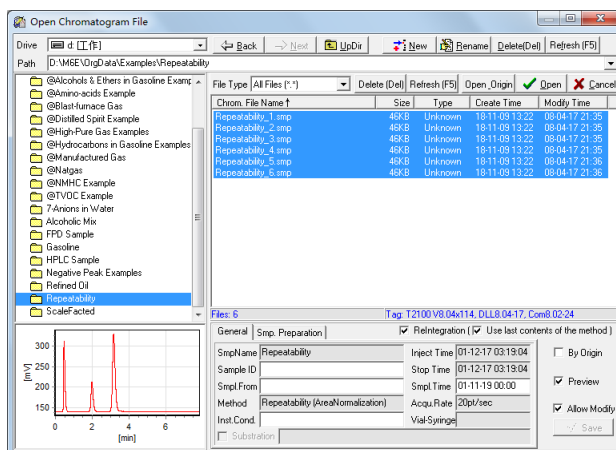 Open Chromatogram File
Drive d: [工作] Back Next UpDir New Rename Delete(Del) Refresh (F5)
Path D:\M6E\OrgData\Examples\Repeatability
@Alcohols & Ethers in Gasoline Examp
@Amino-acids Example
@Blast-furnace Gas
@Distilled Spirit Example
@High-Pure Gas Examples
@Hydrocarbons in Gasoline Examples
@Manufactured Gas
@Natgas
@NMHC Example
@TVOC Example
7-Anions in Water
Alcoholic Mix
FPD Sample
Gasoline
HPLC Sample
Negative Peak Examples
Refined Oil
Repeatability
ScaleFacted
File Type All Files (*.*) Delete (Del) Refresh (F5) Open_Origin Open Cancel
Chrom. File Name Size Type Create Time Modify Time
Repeatability_1.smp 46KB Unknown 18-11-09 13:22 08-04-17 21:35
Repeatability_2.smp 46KB Unknown 18-11-09 13:22 08-04-17 21:35
Repeatability_3.smp 46KB Unknown 18-11-09 13:22 08-04-17 21:35
Repeatability_4.smp 46KB Unknown 18-11-09 13:22 08-04-17 21:35
Repeatability_5.smp 46KB Unknown 18-11-09 13:22 08-04-17 21:36
Repeatability_6.smp 46KB Unknown 18-11-09 13:22 08-04-17 21:36
Files: 6 Tag: T2100 V8.04x114, DLL8.04-17, Com8.02-24
General Smp. Preparation ReIntegration ( Use last contents of the method )
SmpName Repeatability Inject Time 01-12-17 03:19:04 By Origin
Sample ID Stop Time 01-12-17 03:19:04
Smpl.From Smpl.Time 01-11-19 00:00 Preview
Method Repeatability (AreaNormalization) Acqu.Rate 20pt/sec
Inst.Cond. Vial-Syringe Allow Modify
Substration Save
[mV]
300
250
200
150
0 2 4 6
[min]